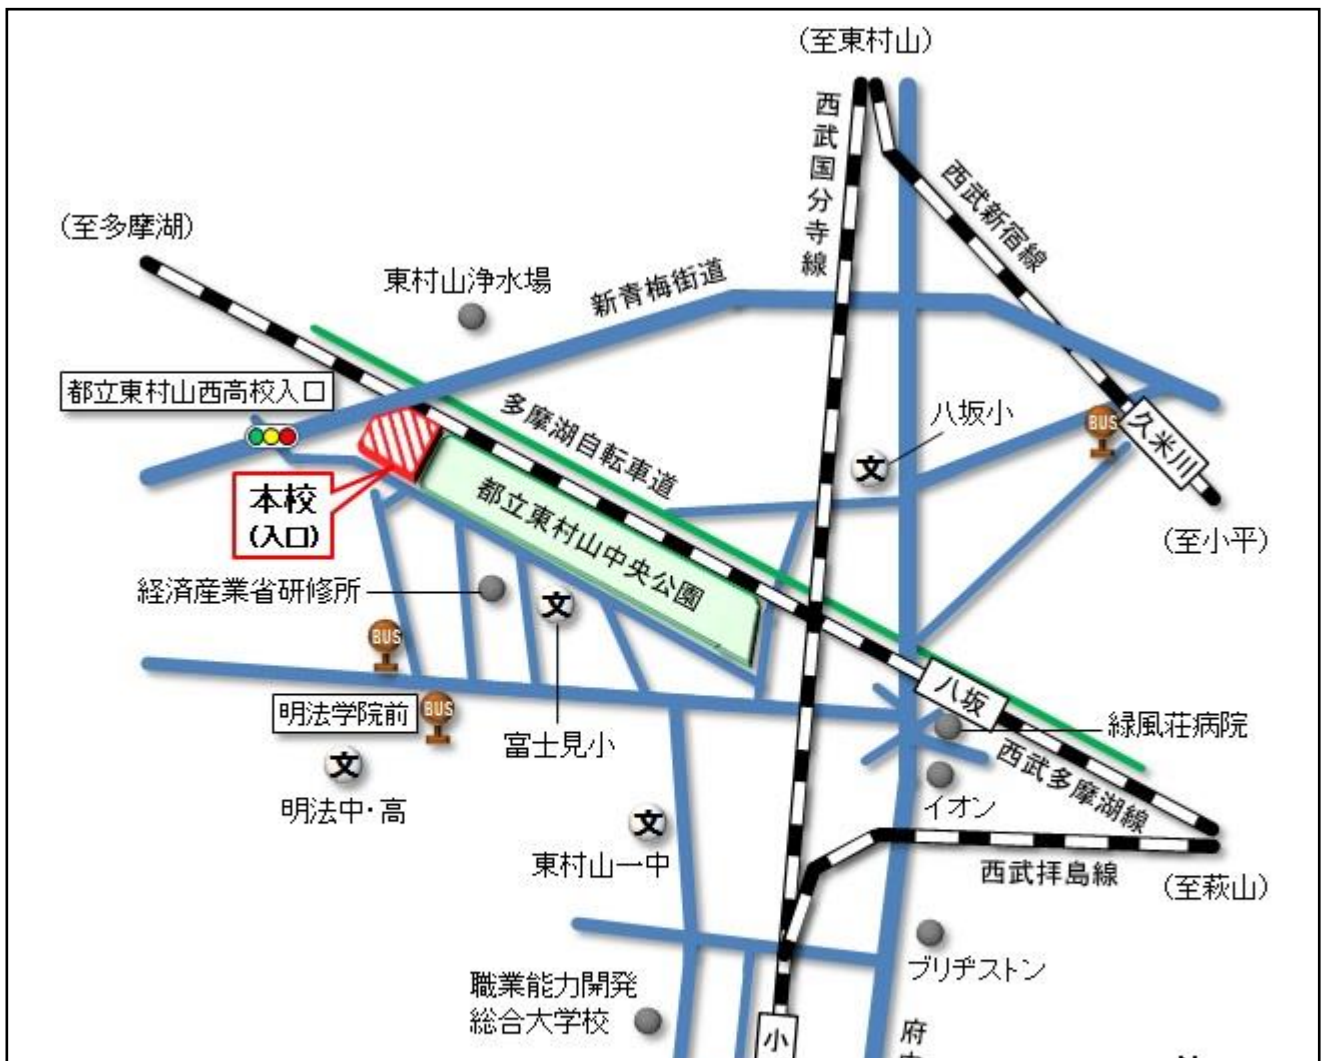 (至東村山)
西武国分寺線
西武新宿線
(至多摩湖)
東村山浄水場
新青梅街道
都立東村山西高校入口
多摩湖自転車道
八坂小
BUS
久米川
文
本校
(入口)
都立東村山中央公園
(至小平)
経済産業省研修所
文
BUS
明法学院前
BUS
富士見小
八坂
緑風荘病院
文
明法中・高
西武多摩湖線
イオン
文
東村山一中
西武拝島線
(至萩山)
ブリヂストン
職業能力開発
総合大学校
小
府